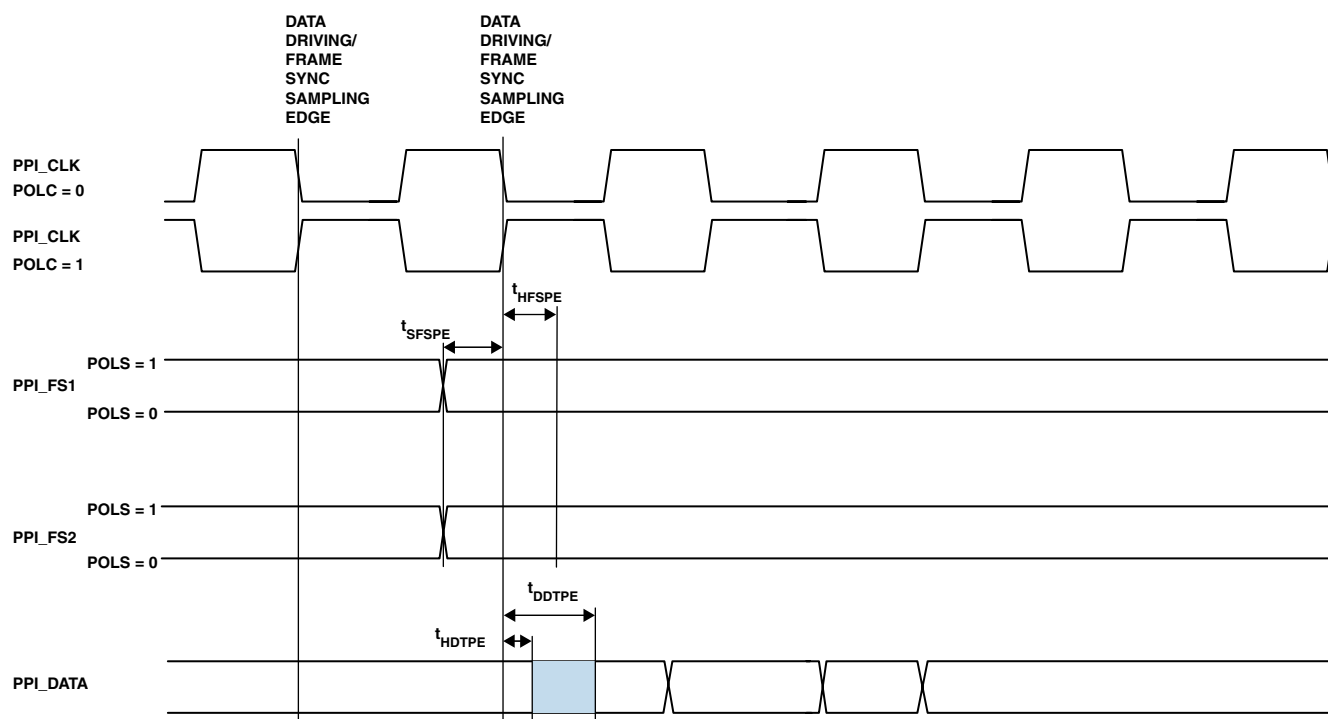 DATA
DRIVING/
FRAME
SYNC
SAMPLING
EDGE
DATA
DRIVING/
FRAME
SYNC
SAMPLING
EDGE
PPI_CLK
POLC = 0
PPI_CLK
POLC = 1
tHFSPE
tSFSPE
POLS = 1
PPI_FS1
POLS = 0
POLS = 1
PPI_FS2
POLS = 0
tDDTPE
tHDTPE
PPI_DATA